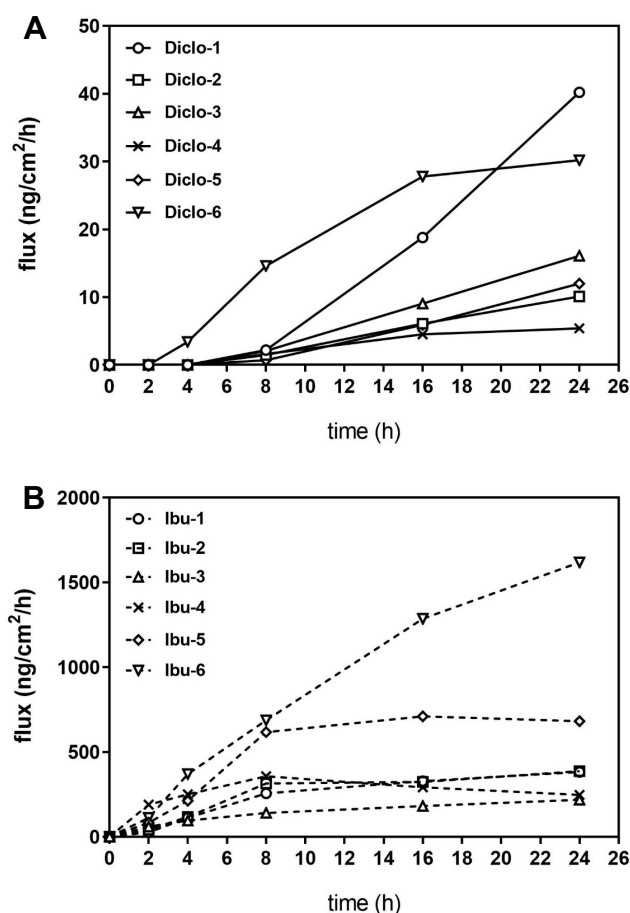 A
50
40
30
20
10
0
flux (ng/cm²/h)
Diclo-1
Diclo-2
Diclo-3
Diclo-4
Diclo-5
Diclo-6
0 2 4 6 8 10 12 14 16 18 20 22 24 26
time (h)
B
2000
1500
1000
500
0
flux (ng/cm²/h)
Ibu-1
Ibu-2
Ibu-3
Ibu-4
Ibu-5
Ibu-6
0 2 4 6 8 10 12 14 16 18 20 22 24 26
time (h)